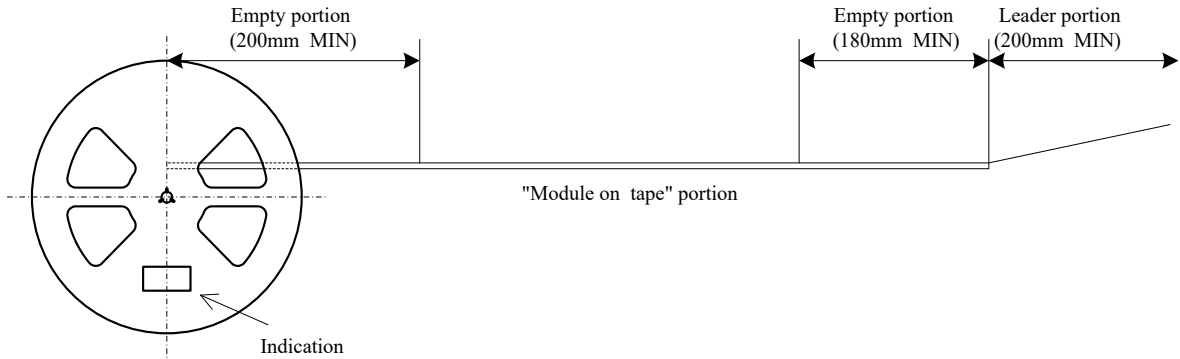 Empty portion
(200mm MIN)
Empty portion
(180mm MIN)
Leader portion
(200mm MIN)
"Module on tape" portion
Indication